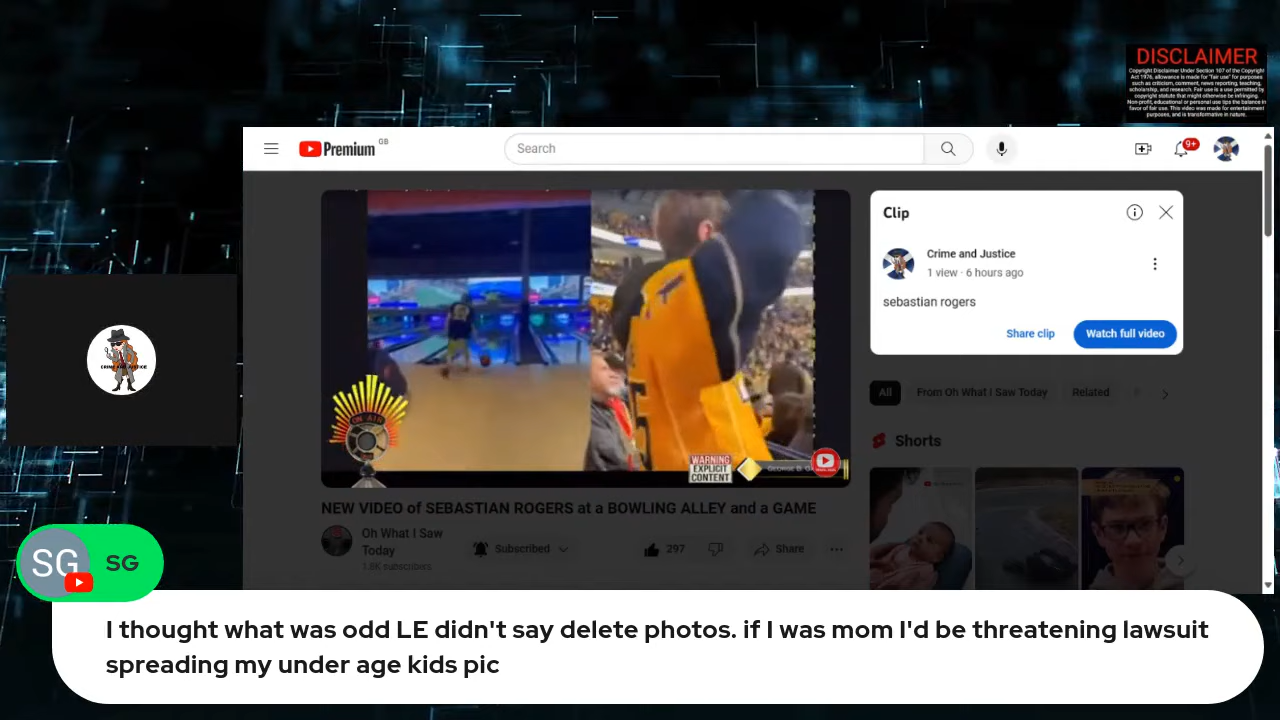 DISCLAIMER
Copyright Disclaimer Under Section 107 of the Copyright
Act 1976, allowance is made for "fair use" for purposes
such as criticism, comment, news reporting, teaching,
scholarship, and research. Fair use is a use permitted by
copyright statute that might otherwise be infringing.
Non-profit, educational or personal use tips the balance in
favor of fair use. This video was made for entertainment
purposes, and is transformative in nature.
Premium GB
Search
9+
Clip
Crime and Justice
1 view · 6 hours ago
sebastian rogers
Share clip
Watch full video
CRIME AND JUSTICE
ON AIR
WARNING
EXPLICIT
CONTENT
GEORGE D.
All
From Oh What I Saw Today
Related
Shorts
NEW VIDEO of SEBASTIAN ROGERS at a BOWLING ALLEY and a GAME
Oh What I Saw
Today
1.8K subscribers
Subscribed
297
Share
SG
SG
I thought what was odd LE didn't say delete photos. if I was mom I'd be threatening lawsuit
spreading my under age kids pic